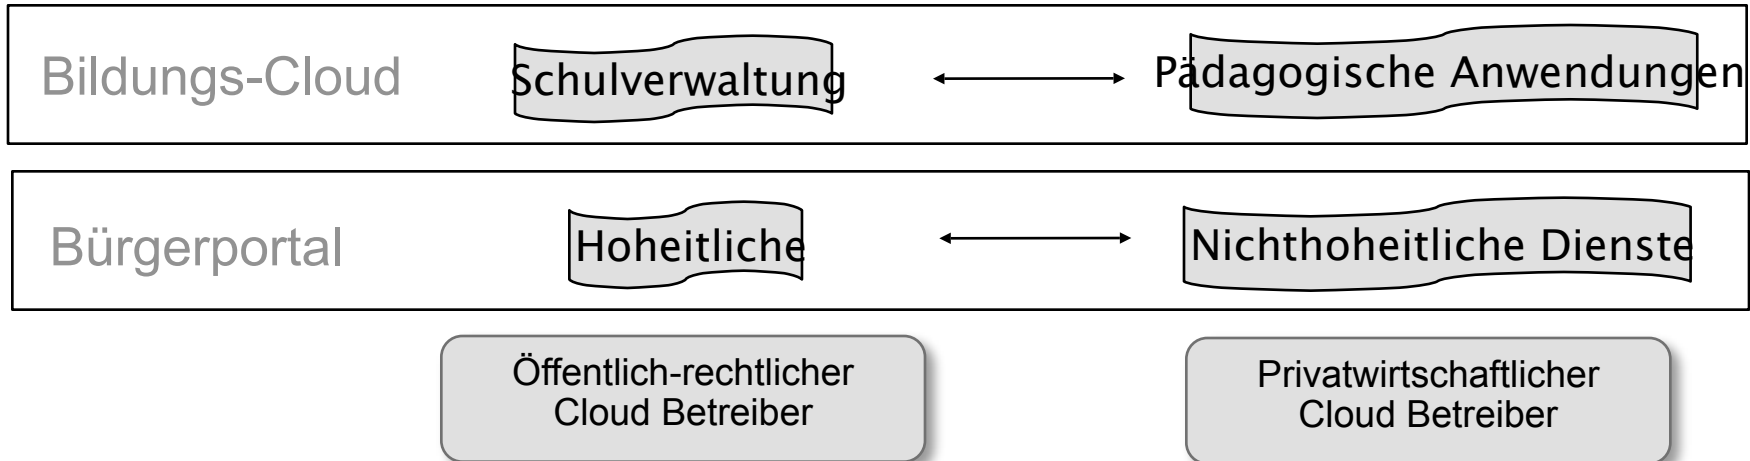 Bildungs-Cloud Schulverwaltung Pädagogische Anwendungen
Bürgerportal Hoheitliche Nichthoheitliche Dienste
Öffentlich-rechtlicher
Cloud Betreiber
Privatwirtschaftlicher
Cloud Betreiber